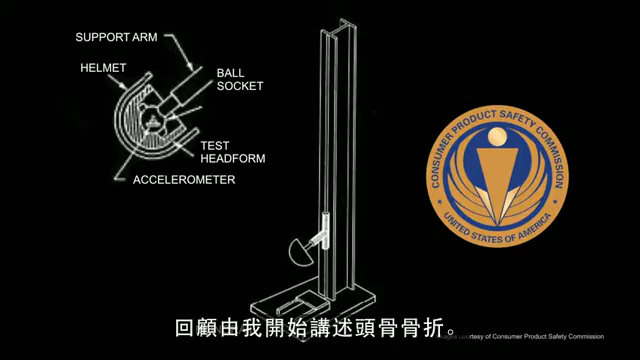 SUPPORT ARM
HELMET
BALL
SOCKET
TEST
HEADFORM
ACCELEROMETER
CONSUMER PRODUCT SAFETY COMMISSION
UNITED STATES OF AMERICA
回顧由我開始講述頭骨骨折。
courtesy of Consumer Product Safety Commission